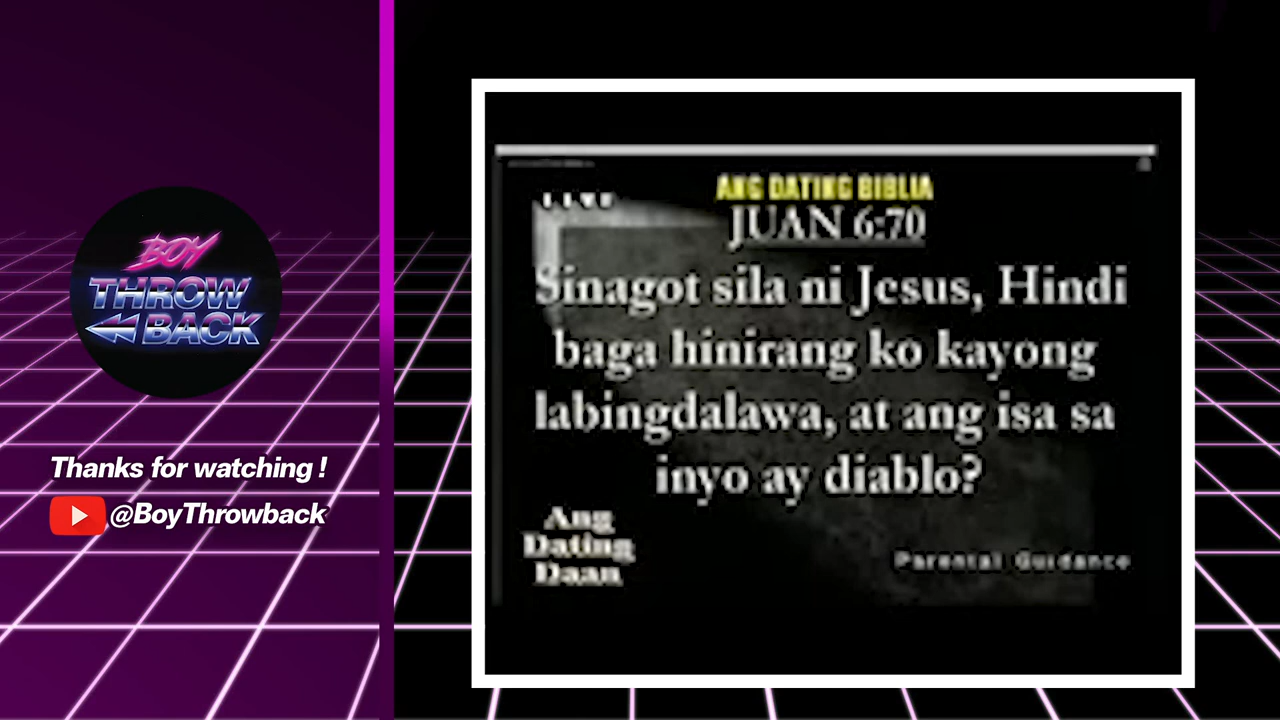 BOY
THROW
BACK
Thanks for watching !
@BoyThrowback
LIVE
ANG DATING BIBLIA
JUAN 6:70
Sinagot sila ni Jesus, Hindi
baga hinirang ko kayong
labingdalawa, at ang isa sa
inyo ay diablo?
Ang
Dating
Daan
Parental Guidance